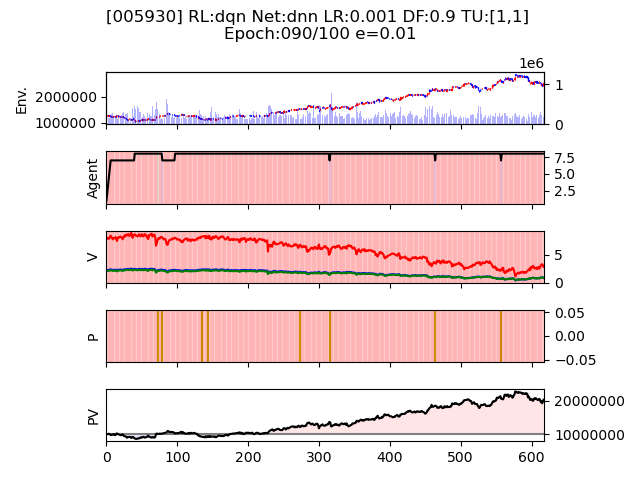 [005930] RL:dqn Net:dnn LR:0.001 DF:0.9 TU:[1,1]
Epoch:090/100 e=0.01
1e6
Env.
2000000
1000000
1
0
Agent
7.5
5.0
2.5
V
5
0
P
0.05
0.00
−0.05
PV
20000000
10000000
0 100 200 300 400 500 600